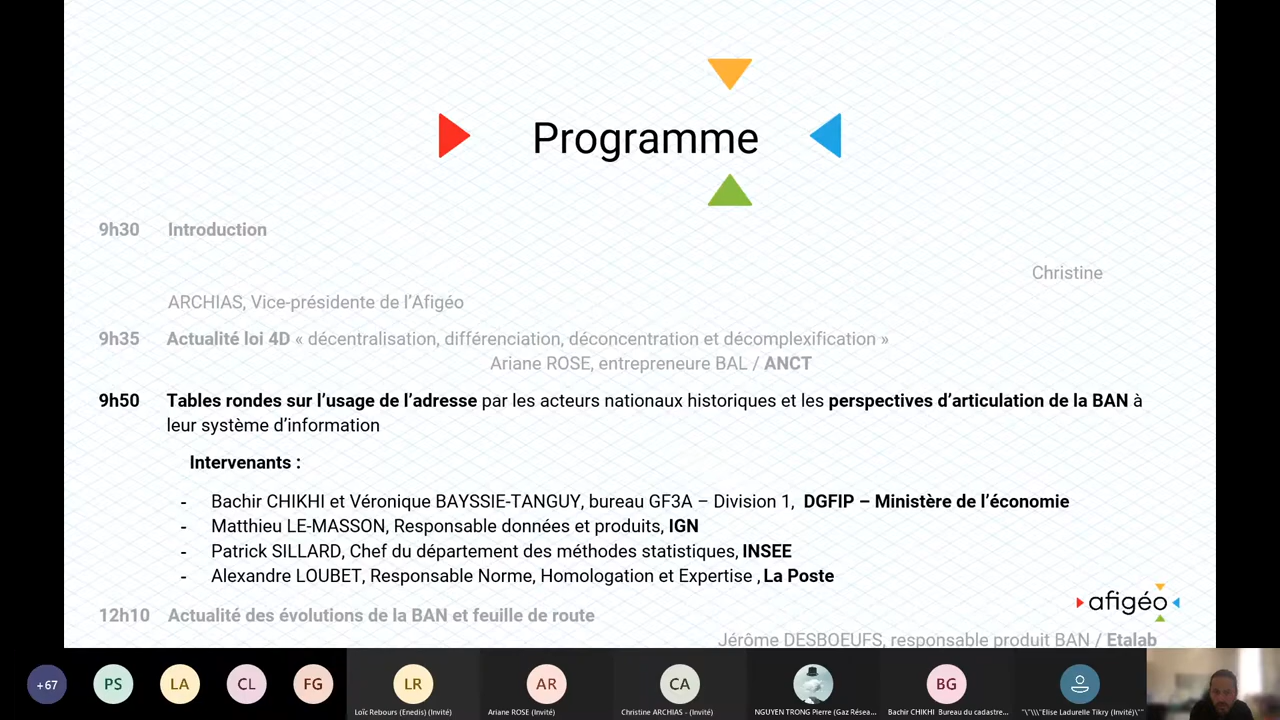 Programme
9h30 Introduction
Christine
ARCHIAS, Vice-présidente de l’Afigéo
9h35 Actualité loi 4D « décentralisation, différenciation, déconcentration et décomplexification »
Ariane ROSE, entrepreneure BAL / ANCT
9h50 Tables rondes sur l’usage de l’adresse par les acteurs nationaux historiques et les perspectives d’articulation de la BAN à
leur système d’information
Intervenants :
- Bachir CHIKHI et Véronique BAYSSIE-TANGUY, bureau GF3A – Division 1, DGFIP – Ministère de l’économie
- Matthieu LE-MASSON, Responsable données et produits, IGN
- Patrick SILLARD, Chef du département des méthodes statistiques, INSEE
- Alexandre LOUBET, Responsable Norme, Homologation et Expertise , La Poste
afigéo
12h10 Actualité des évolutions de la BAN et feuille de route
Jérôme DESBOEUFS, responsable produit BAN / Etalab
+67 PS LA CL FG LR AR CA BG
Loïc Rebours (Enedis) (Invité) Ariane ROSE (Invité) Christine ARCHIAS - (Invité) NGUYEN TRONG Pierre (Gaz Résea... Bachir CHIKHI Bureau du cadastre... "\"\\\"Elise Ladurelle Tikry (Invité)\""